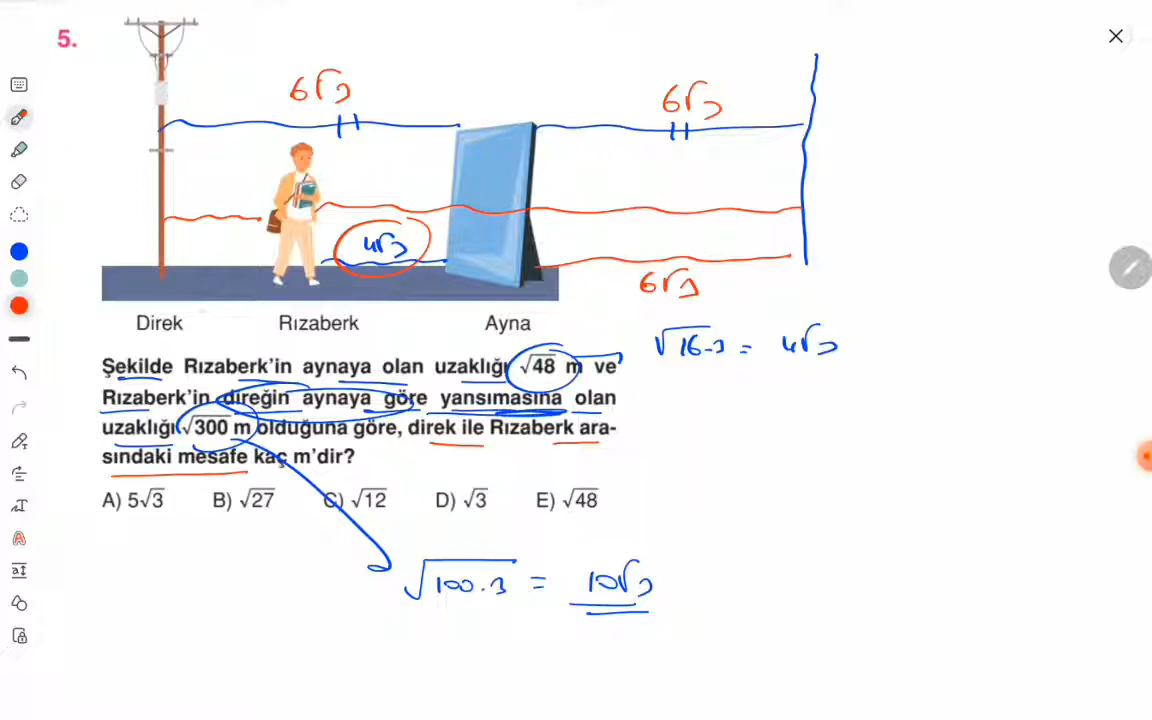 5.
6√3
6√3
4√3
6√3
Direk
Rızaberk
Ayna
√16.3 = 4√3
Şekilde Rızaberk'in aynaya olan uzaklığı √48 m ve
Rızaberk'in direğin aynaya göre yansımasına olan
uzaklığı √300 m olduğuna göre, direk ile Rızaberk ara-
sındaki mesafe kaç m'dir?
A) 5√3 B) √27 C) √12 D) √3 E) √48
√100.3 = 10√3